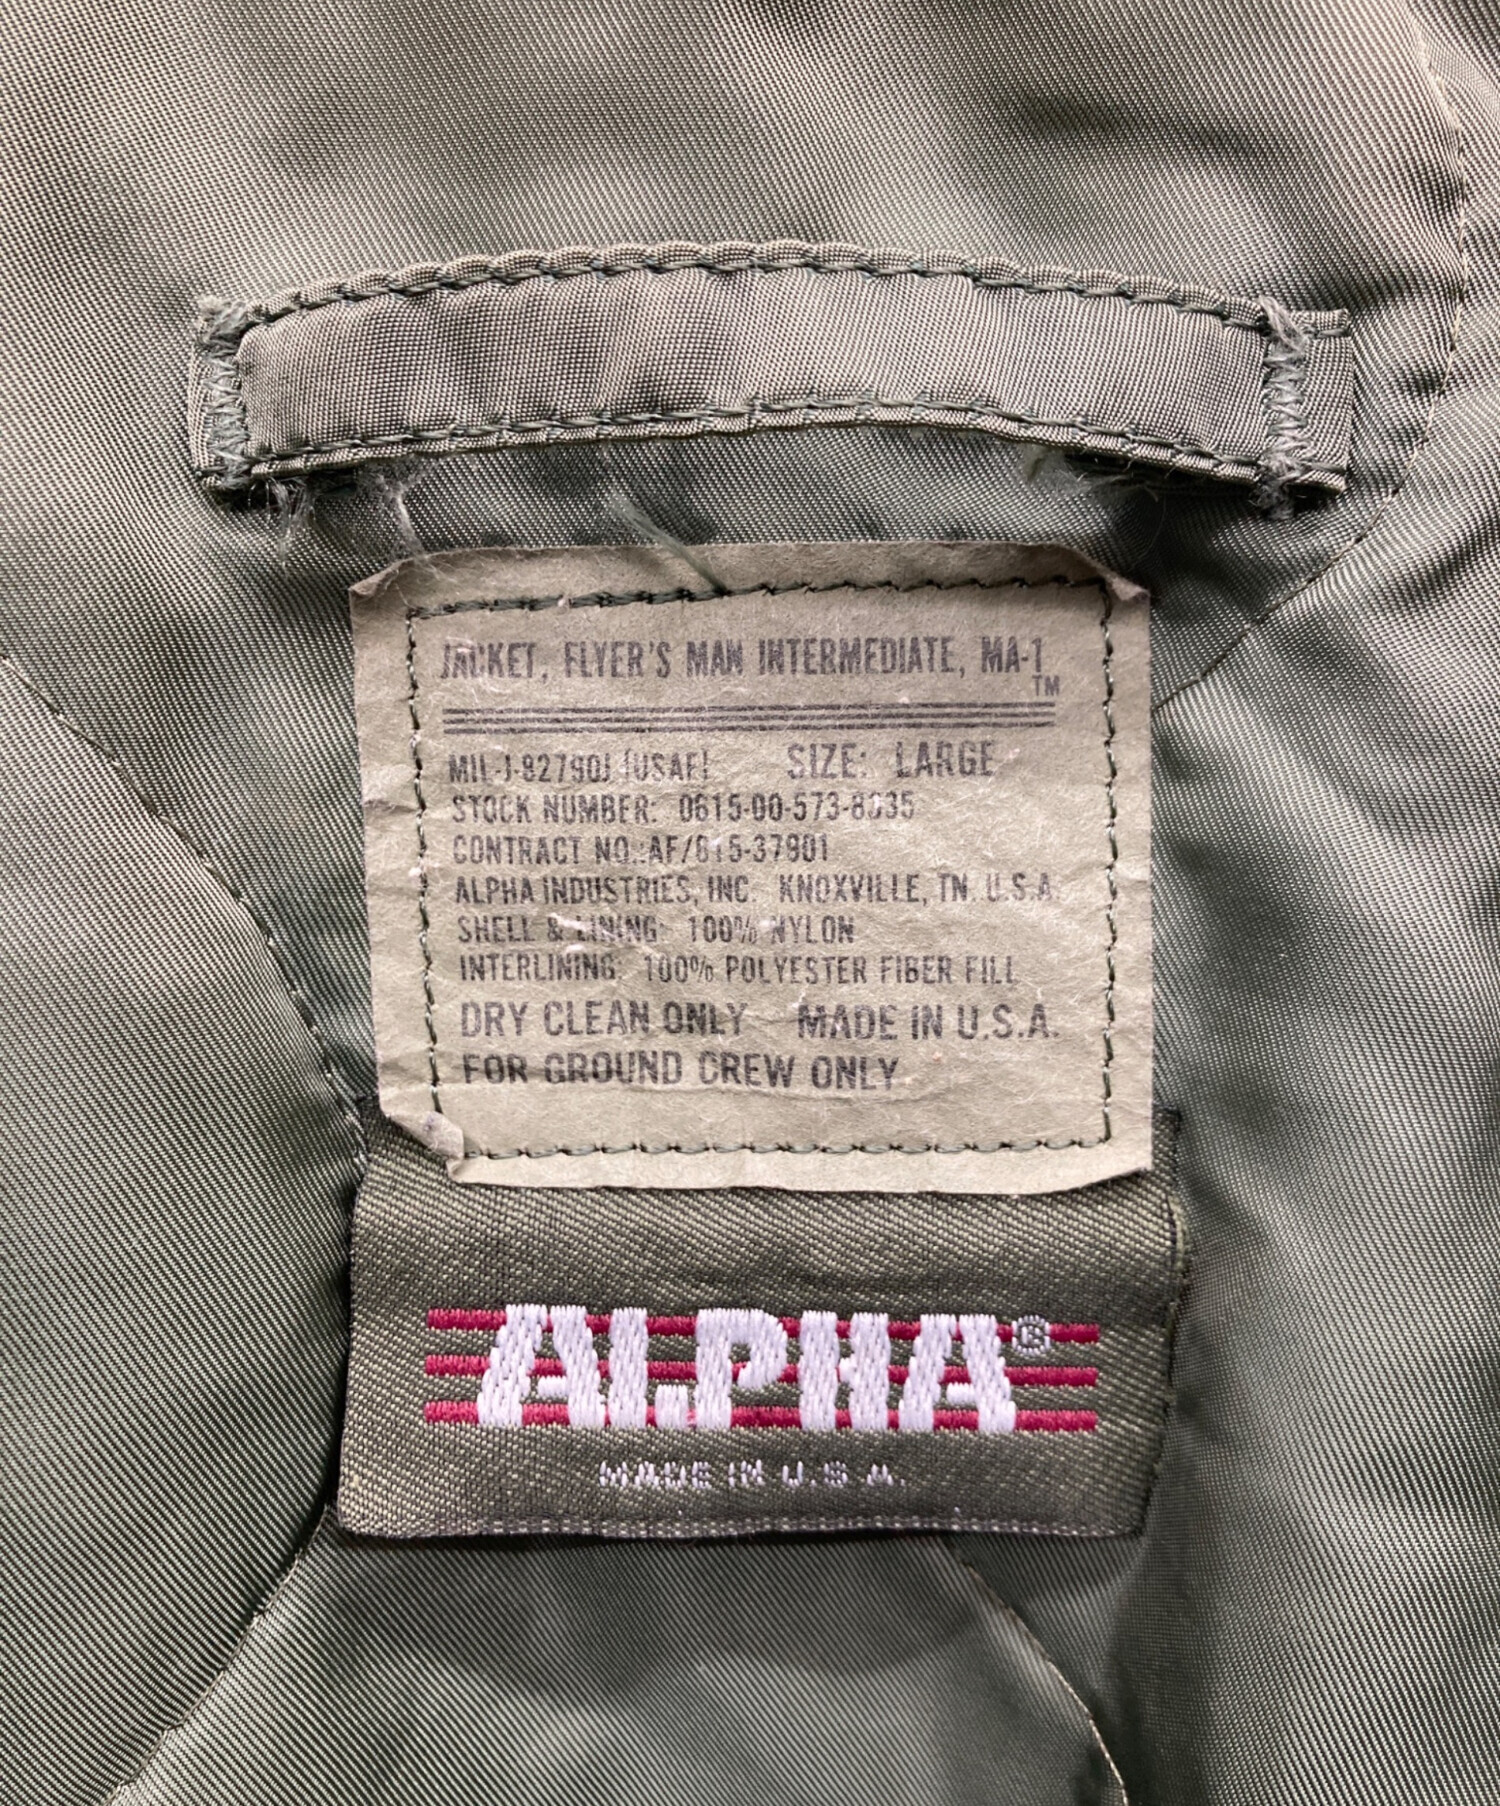 JACKET, FLYER'S MAN INTERMEDIATE, MA-1
TM
MIL-J-82790J (USAF) SIZE: LARGE
STOCK NUMBER: 0615-00-573-8035
CONTRACT NO.:AF/615-37901
ALPHA INDUSTRIES, INC. KNOXVILLE, TN. U.S.A.
SHELL & LINING: 100% NYLON
INTERLINING: 100% POLYESTER FIBER FILL
DRY CLEAN ONLY MADE IN U.S.A.
FOR GROUND CREW ONLY
ALPHA®
MADE IN U.S.A.